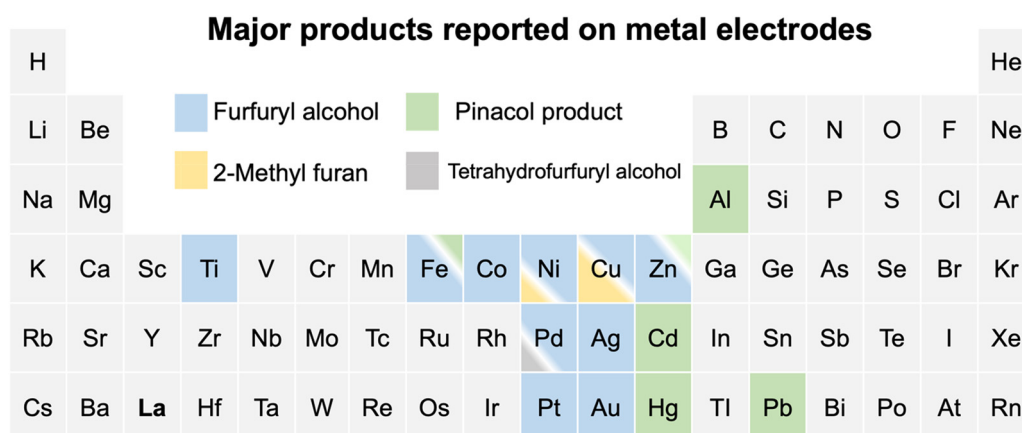 Major products reported on metal electrodes
H He
Furfuryl alcohol Pinacol product
Li Be B C N O F Ne
2-Methyl furan Tetrahydrofurfuryl alcohol
Na Mg Al Si P S Cl Ar
K Ca Sc Ti V Cr Mn Fe Co Ni Cu Zn Ga Ge As Se Br Kr
Rb Sr Y Zr Nb Mo Tc Ru Rh Pd Ag Cd In Sn Sb Te I Xe
Cs Ba La Hf Ta W Re Os Ir Pt Au Hg Tl Pb Bi Po At Rn